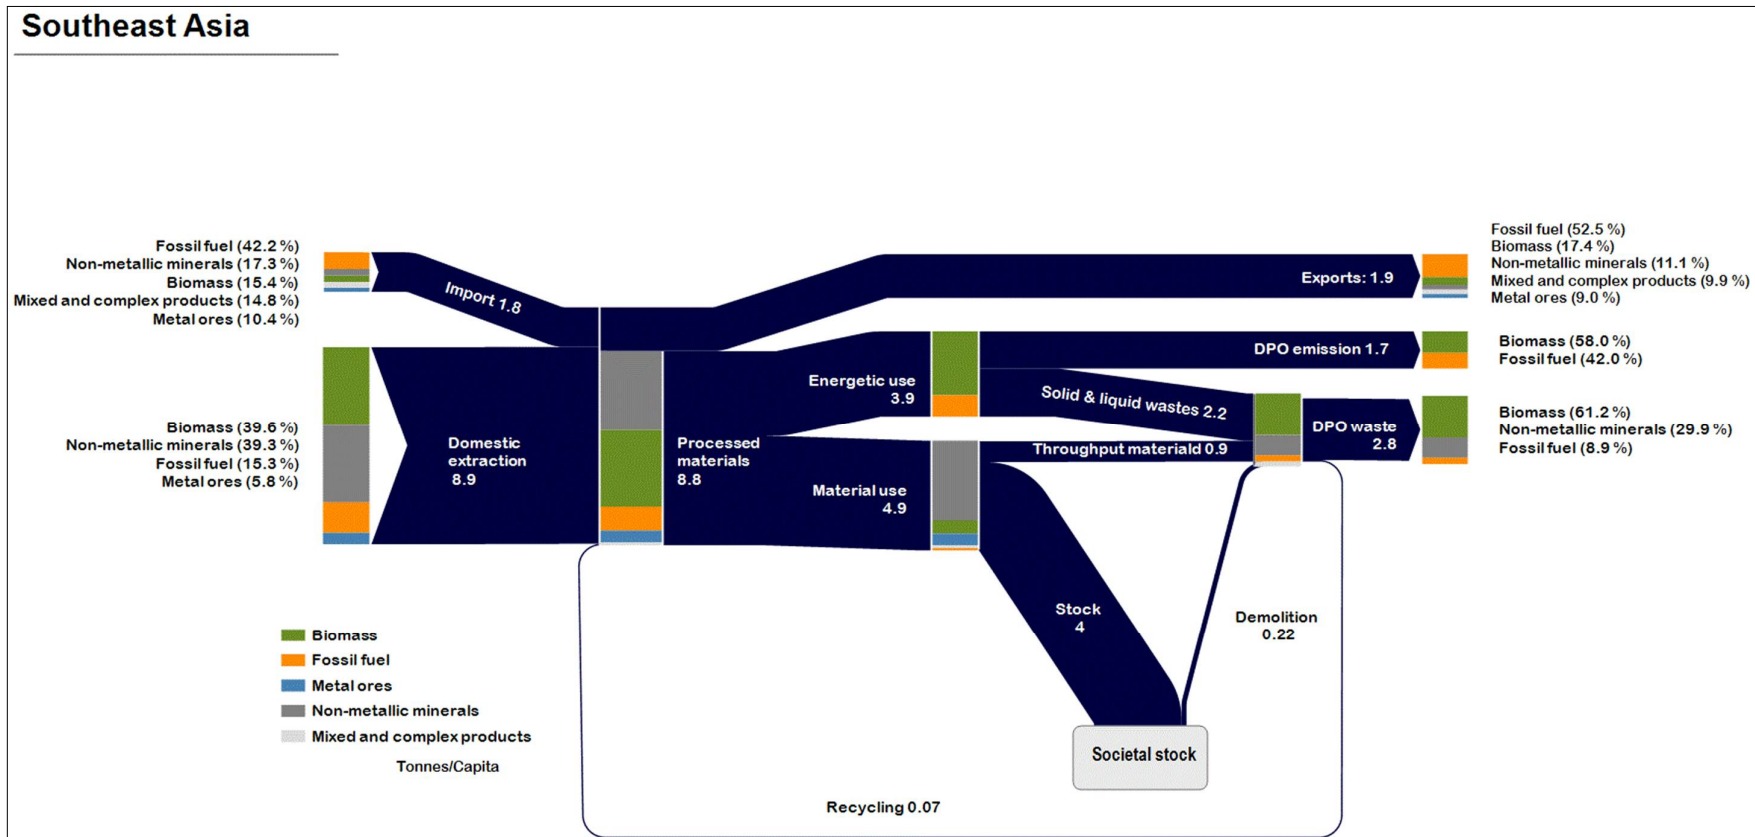 Southeast Asia
Fossil fuel (42.2 %)
Non-metallic minerals (17.3 %)
Biomass (15.4 %)
Mixed and complex products (14.8 %)
Metal ores (10.4 %)
Import 1.8
Exports: 1.9
Fossil fuel (52.5 %)
Biomass (17.4 %)
Non-metallic minerals (11.1 %)
Mixed and complex products (9.9 %)
Metal ores (9.0 %)
Biomass (39.6 %)
Non-metallic minerals (39.3 %)
Fossil fuel (15.3 %)
Metal ores (5.8 %)
Domestic
extraction
8.9
Processed
materials
8.8
Energetic use
3.9
Material use
4.9
DPO emission 1.7
Biomass (58.0 %)
Fossil fuel (42.0 %)
Solid & liquid wastes 2.2
Throughput materiald 0.9
DPO waste
2.8
Biomass (61.2 %)
Non-metallic minerals (29.9 %)
Fossil fuel (8.9 %)
Stock
4
Demolition
0.22
Societal stock
Recycling 0.07
Biomass
Fossil fuel
Metal ores
Non-metallic minerals
Mixed and complex products
Tonnes/Capita